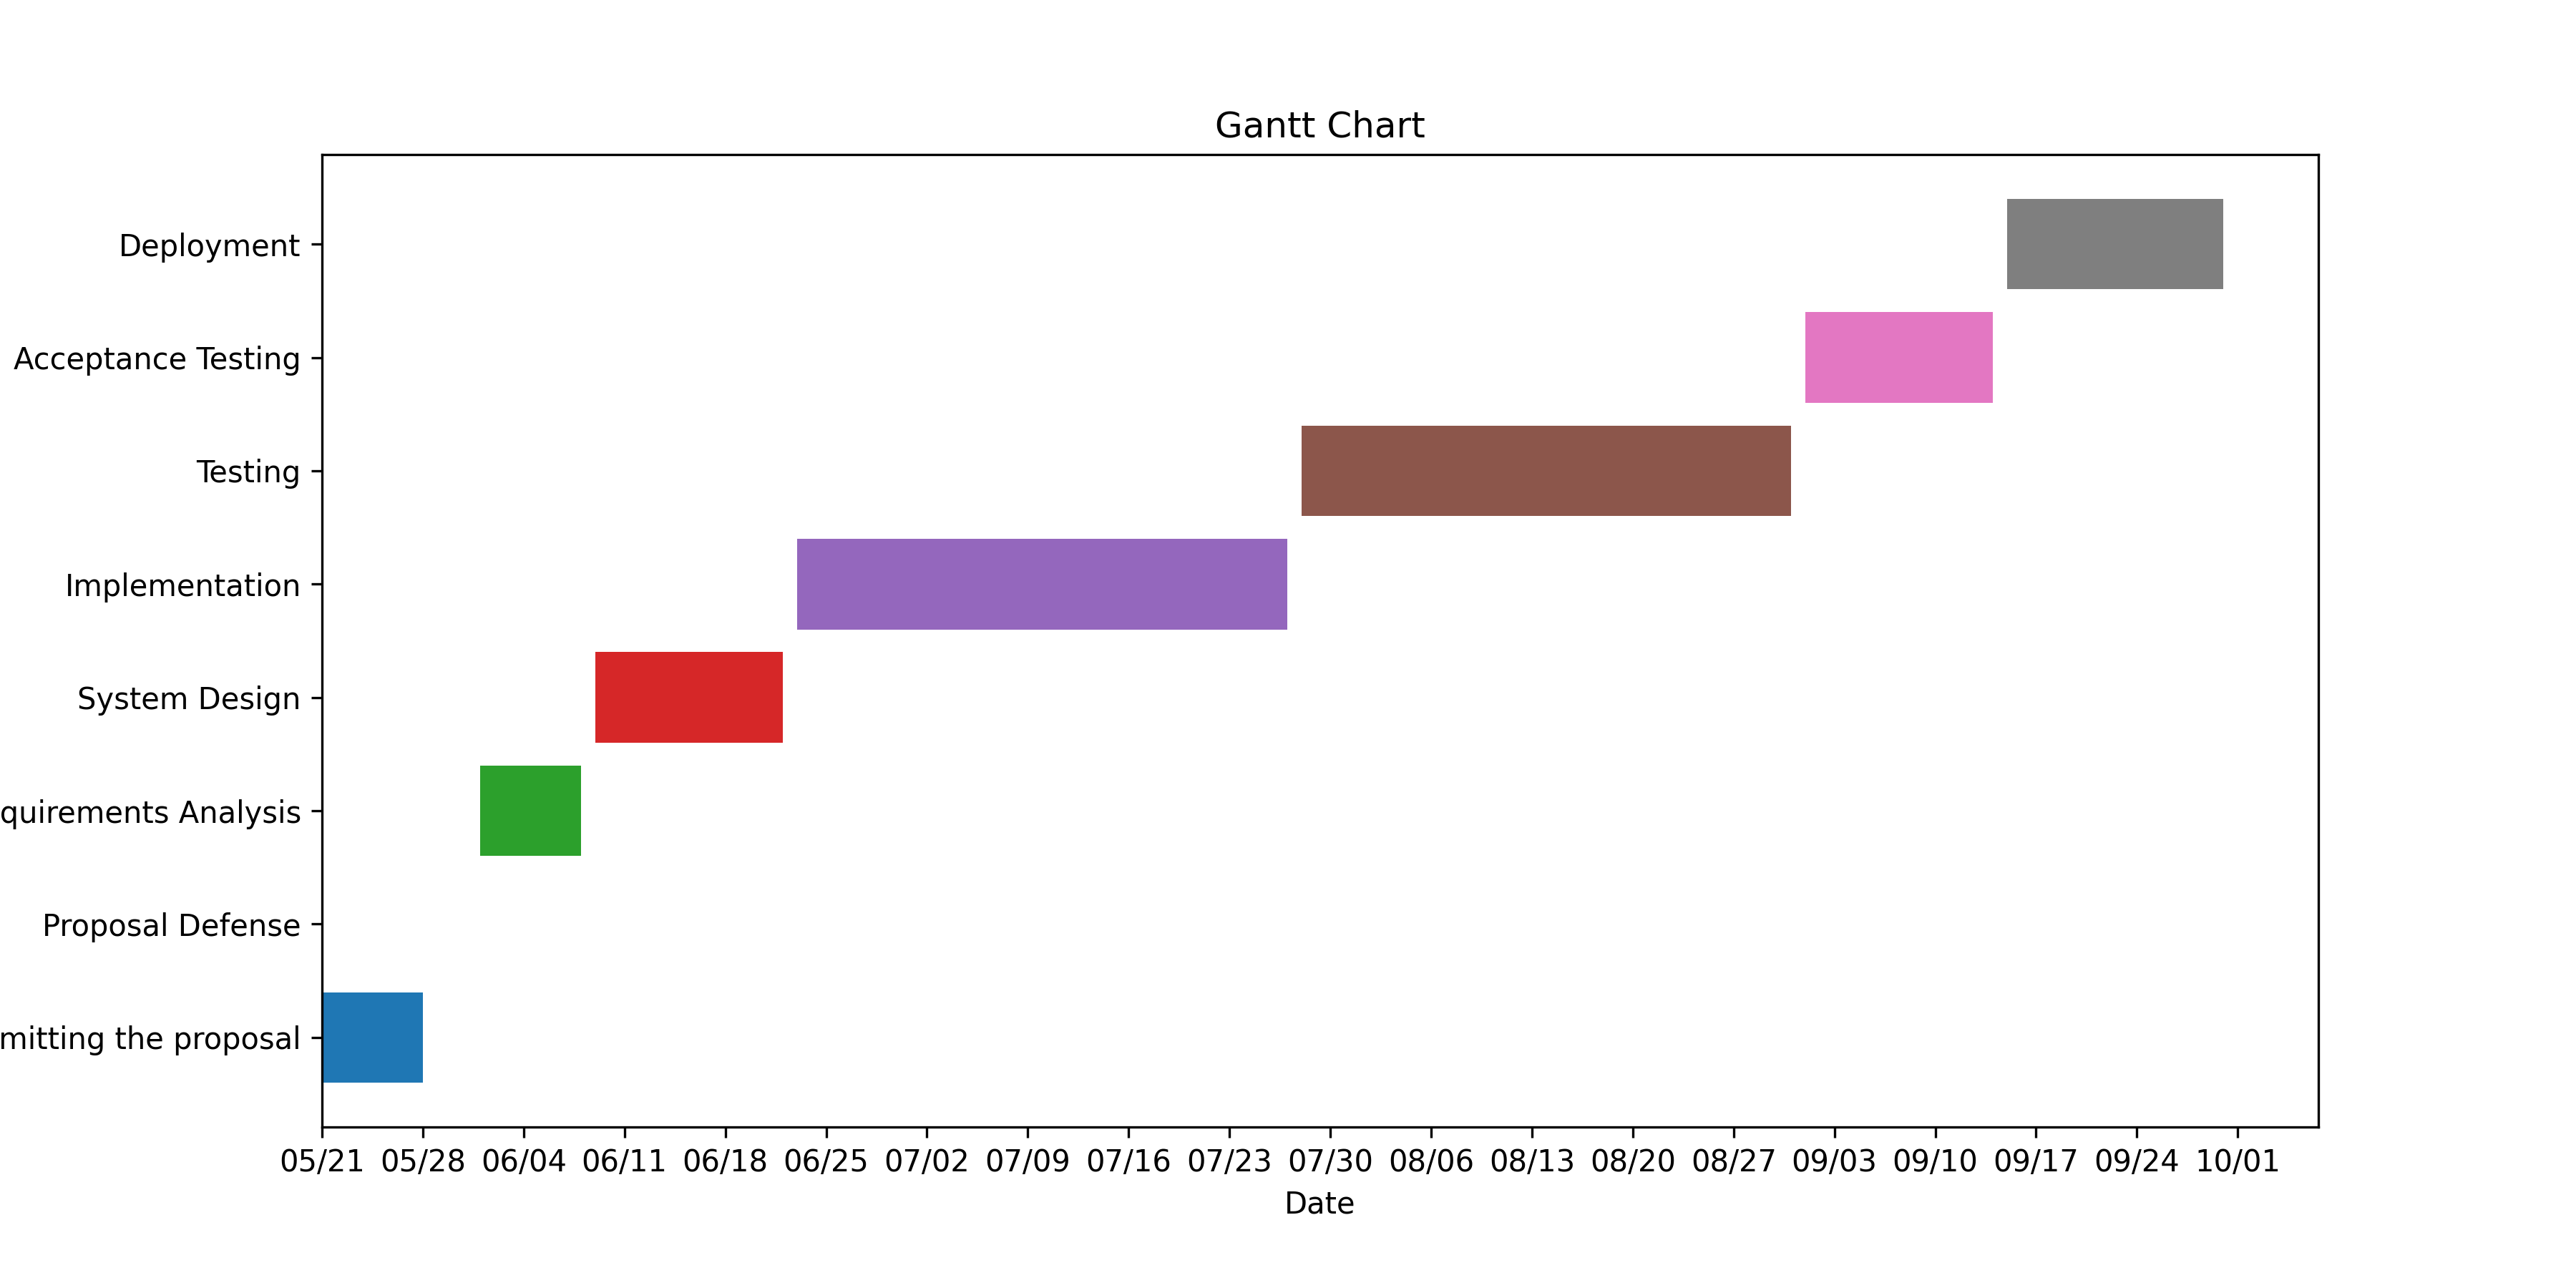 Gantt Chart
Deployment
Acceptance Testing
Testing
Implementation
System Design
quirements Analysis
Proposal Defense
mitting the proposal
05/21 05/28 06/04 06/11 06/18 06/25 07/02 07/09 07/16 07/23 07/30 08/06 08/13 08/20 08/27 09/03 09/10 09/17 09/24 10/01
Date